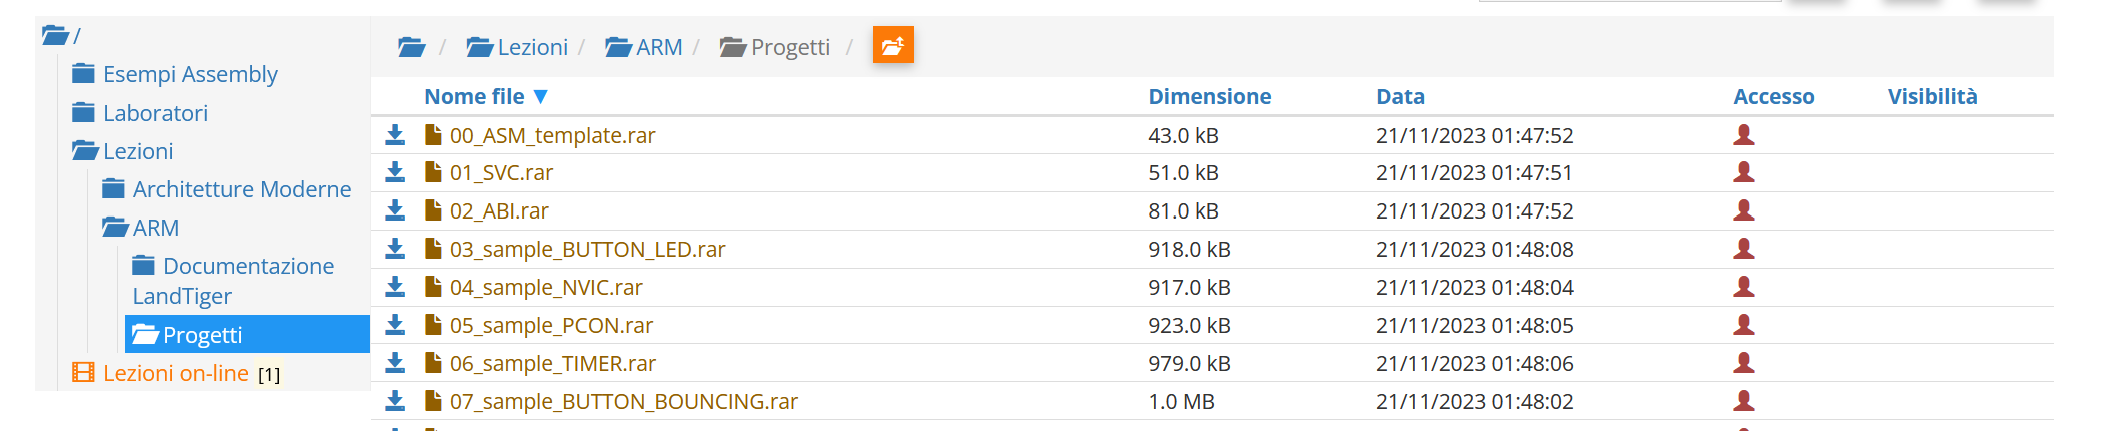 /
Esempi Assembly
Laboratori
Lezioni
Architetture Moderne
ARM
Documentazione
LandTiger
Progetti
Lezioni on-line [1]
/ Lezioni / ARM / Progetti /
Nome file ▼ Dimensione Data Accesso Visibilità
00_ASM_template.rar 43.0 kB 21/11/2023 01:47:52
01_SVC.rar 51.0 kB 21/11/2023 01:47:51
02_ABI.rar 81.0 kB 21/11/2023 01:47:52
03_sample_BUTTON_LED.rar 918.0 kB 21/11/2023 01:48:08
04_sample_NVIC.rar 917.0 kB 21/11/2023 01:48:04
05_sample_PCON.rar 923.0 kB 21/11/2023 01:48:05
06_sample_TIMER.rar 979.0 kB 21/11/2023 01:48:06
07_sample_BUTTON_BOUNCING.rar 1.0 MB 21/11/2023 01:48:02